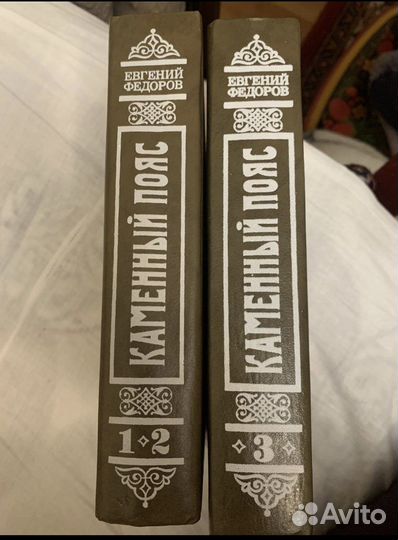 ЕВГЕНИЙ
ФЕДОРОВ
КАМЕННЫЙ ПОЯС
1 ⬥ 2
ЕВГЕНИЙ
ФЕДОРОВ
КАМЕННЫЙ ПОЯС
⬥ 3 ⬥
Avito